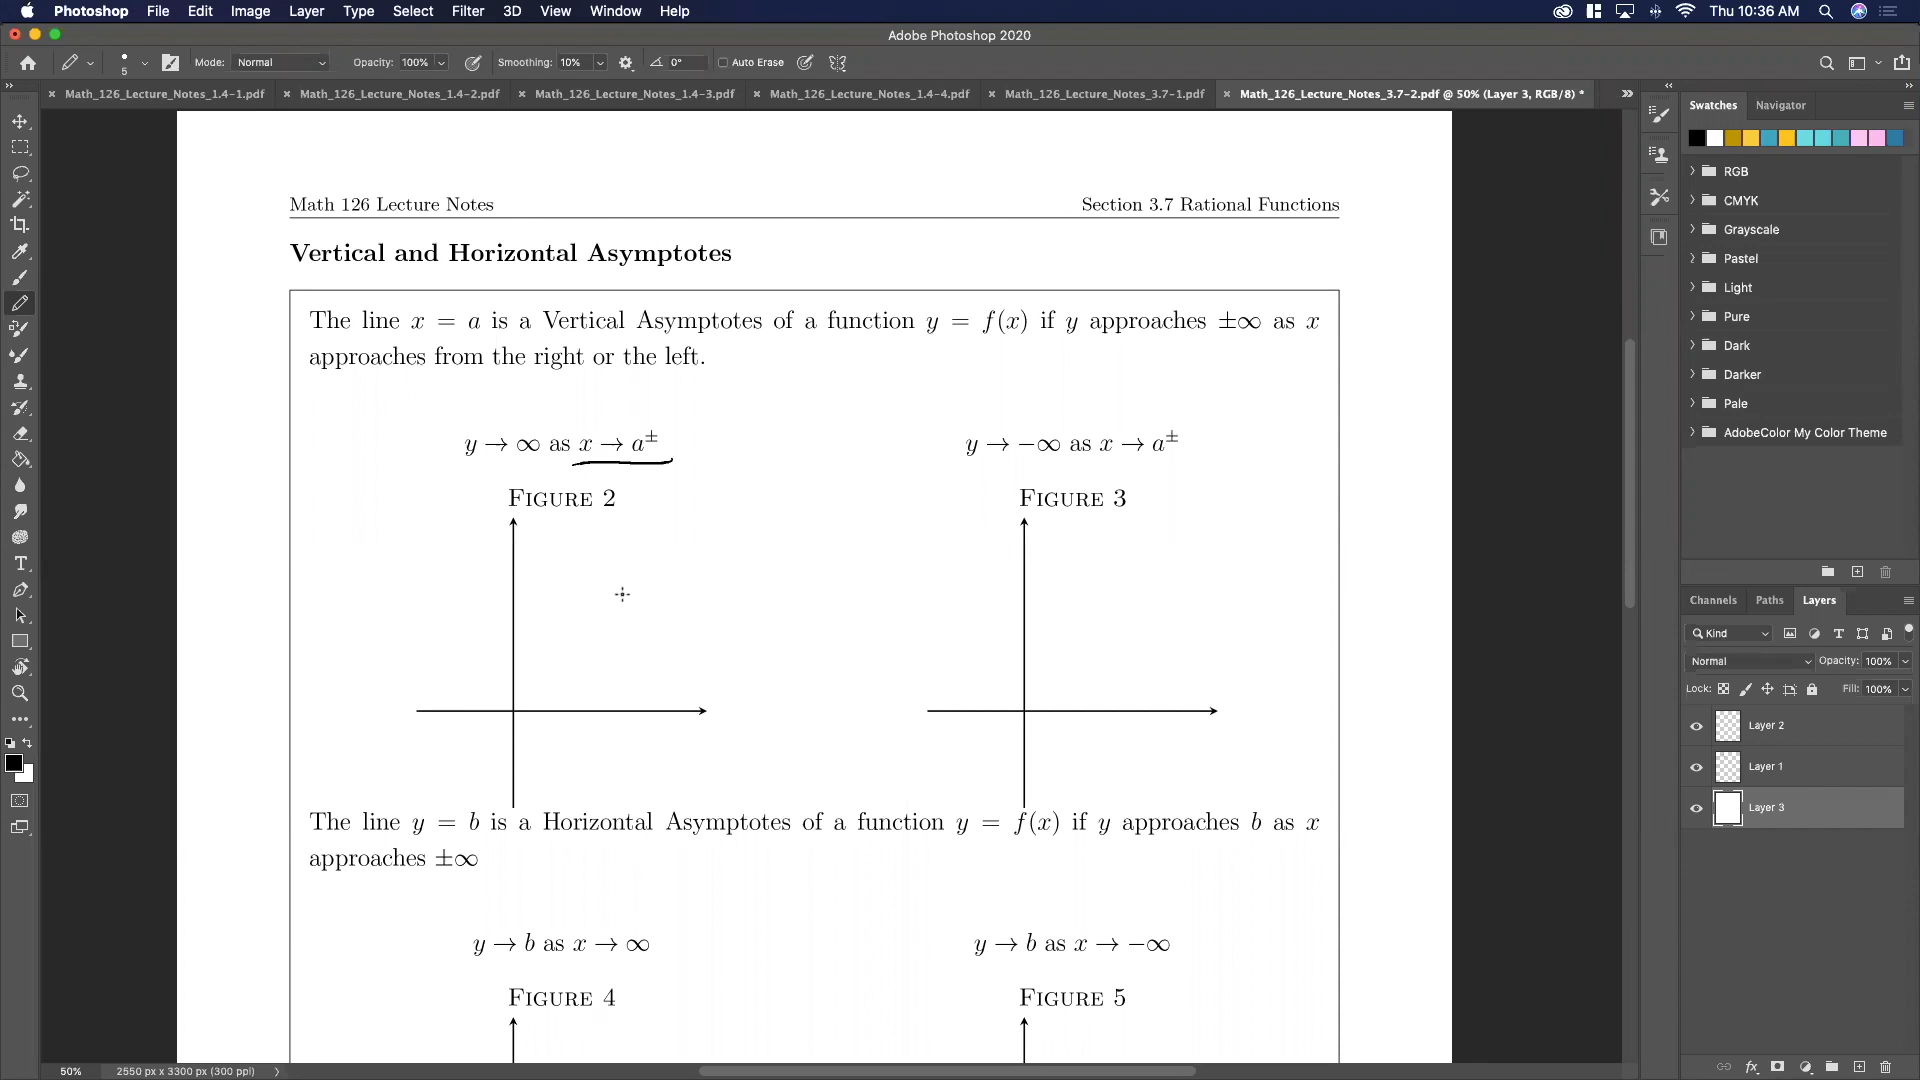 Photoshop File Edit Image Layer Type Select Filter 3D View Window Help Thu 10:36 AM
Adobe Photoshop 2020
5 Mode: Normal Opacity: 100% Smoothing: 10% 0° Auto Erase
Math_126_Lecture_Notes_1.4-1.pdf Math_126_Lecture_Notes_1.4-2.pdf Math_126_Lecture_Notes_1.4-3.pdf Math_126_Lecture_Notes_1.4-4.pdf Math_126_Lecture_Notes_3.7-1.pdf Math_126_Lecture_Notes_3.7-2.pdf @ 50% (Layer 3, RGB/8) *
Math 126 Lecture Notes Section 3.7 Rational Functions
Vertical and Horizontal Asymptotes
The line x = a is a Vertical Asymptotes of a function y = f(x) if y approaches ±∞ as x
approaches from the right or the left.
y → ∞ as x → a± y → −∞ as x → a±
Figure 2 Figure 3
The line y = b is a Horizontal Asymptotes of a function y = f(x) if y approaches b as x
approaches ±∞
y → b as x → ∞ y → b as x → −∞
Figure 4 Figure 5
50% 2550 px x 3300 px (300 ppi)
Swatches Navigator
RGB
CMYK
Grayscale
Pastel
Light
Pure
Dark
Darker
Pale
AdobeColor My Color Theme
Channels Paths Layers
Kind
Normal Opacity: 100%
Lock: Fill: 100%
Layer 2
Layer 1
Layer 3
fx